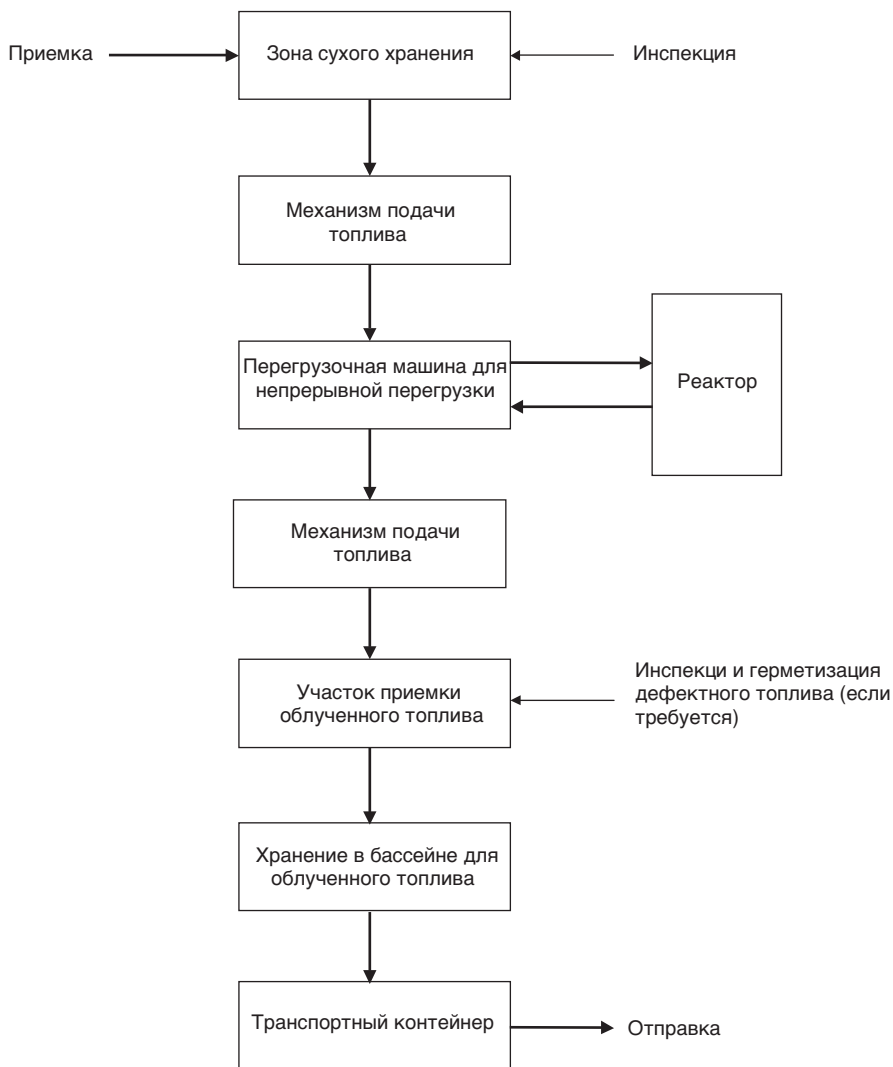 Приемка
Зона сухого хранения
Инспекция
Механизм подачи
топлива
Перегрузочная машина для
непрерывной перегрузки
Реактор
Механизм подачи
топлива
Участок приемки
облученного топлива
Инспекци и герметизация
дефектного топлива (если
требуется)
Хранение в бассейне для
облученного топлива
Транспортный контейнер
Отправка